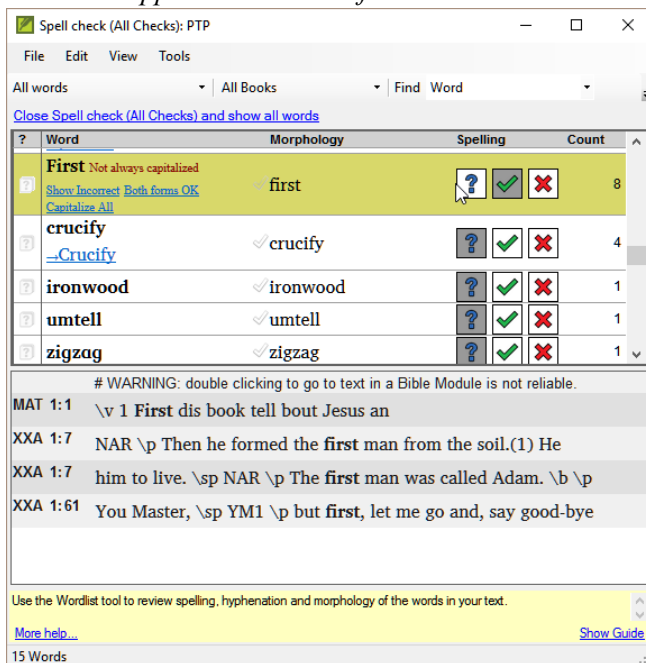 Spell check (All Checks): PTP
File Edit View Tools
All words All Books Find Word
Close Spell check (All Checks) and show all words
? Word Morphology Spelling Count
First Not always capitalized
Show Incorrect Both forms OK
Capitalize All
first ? 8
crucify
→Crucify
crucify ? 4
ironwood ironwood ? 1
umtell umtell ? 1
zigzag zigzag ? 1
# WARNING: double clicking to go to text in a Bible Module is not reliable.
MAT 1:1 \v 1 First dis book tell bout Jesus an
XXA 1:7 NAR \p Then he formed the first man from the soil.(1) He
XXA 1:7 him to live. \sp NAR \p The first man was called Adam. \b \p
XXA 1:61 You Master, \sp YM1 \p but first, let me go and, say good-bye
Use the Wordlist tool to review spelling, hyphenation and morphology of the words in your text.
More help... Show Guide
15 Words